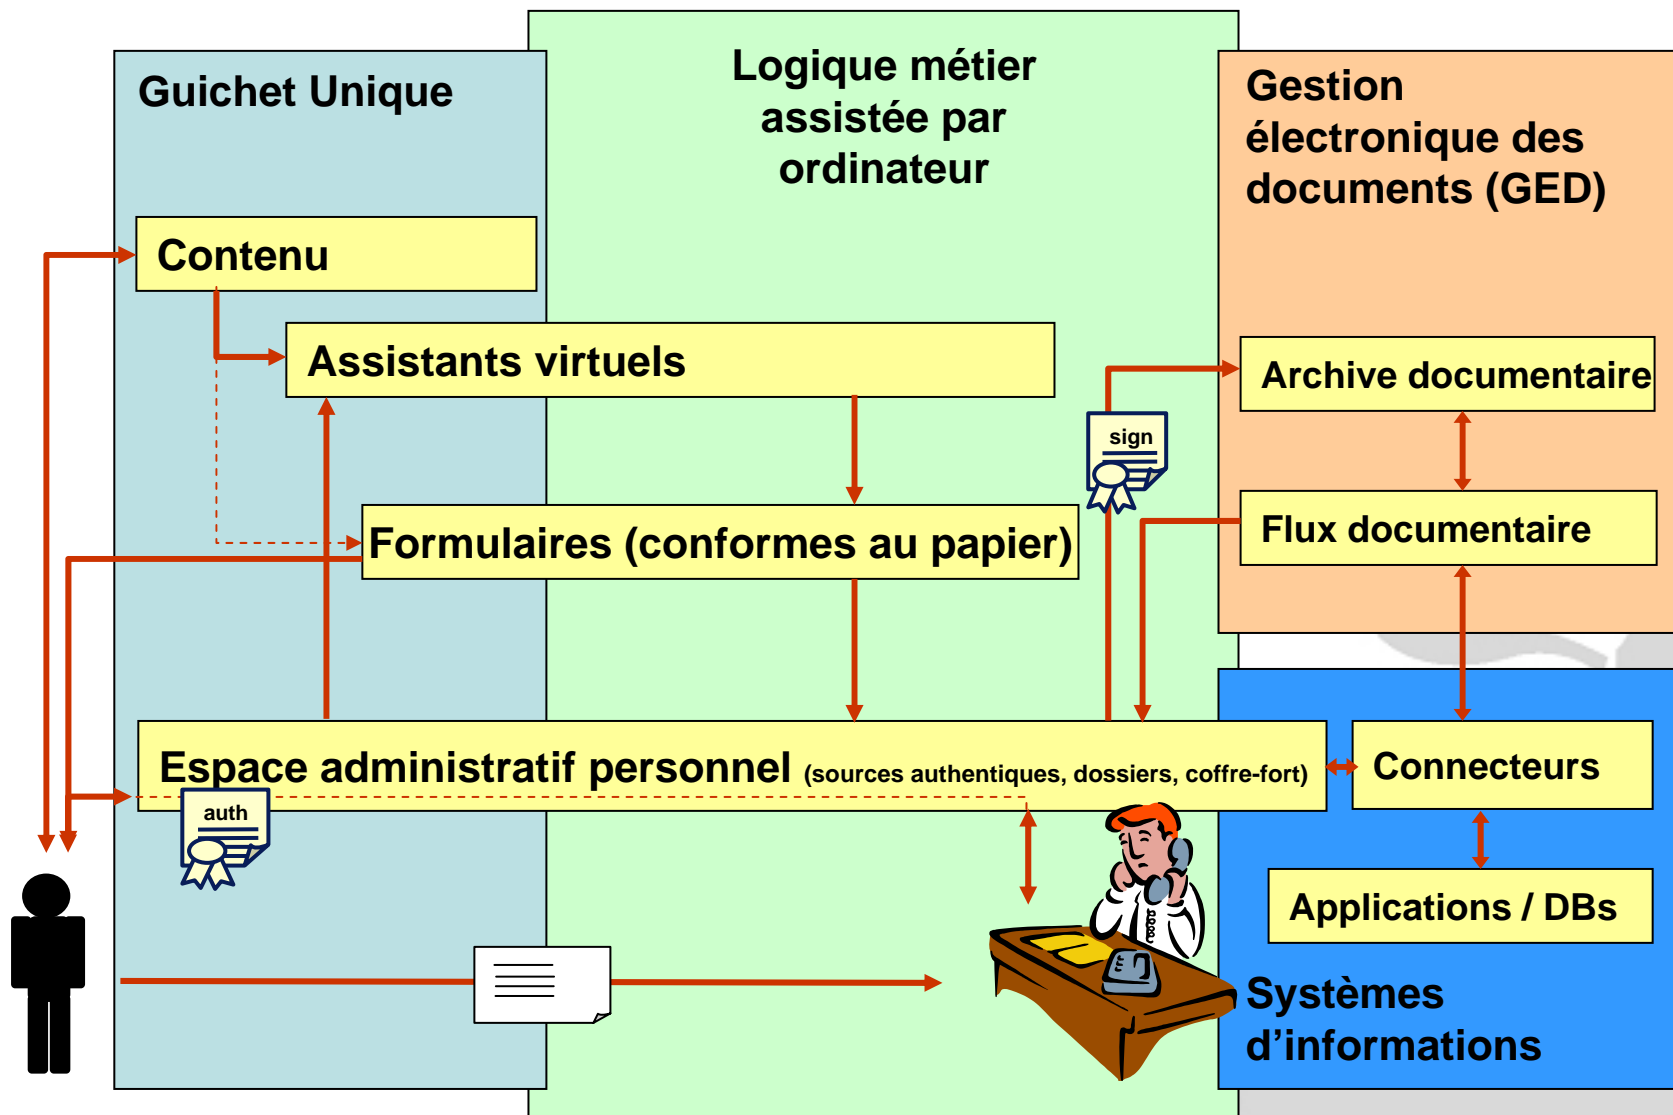 Guichet Unique
Logique métier
assistée par
ordinateur
Gestion
électronique des
documents (GED)
Contenu
Assistants virtuels
Archive documentaire
sign
Formulaires (conformes au papier)
Flux documentaire
Espace administratif personnel (sources authentiques, dossiers, coffre-fort)
Connecteurs
auth
Applications / DBs
Systèmes
d’informations